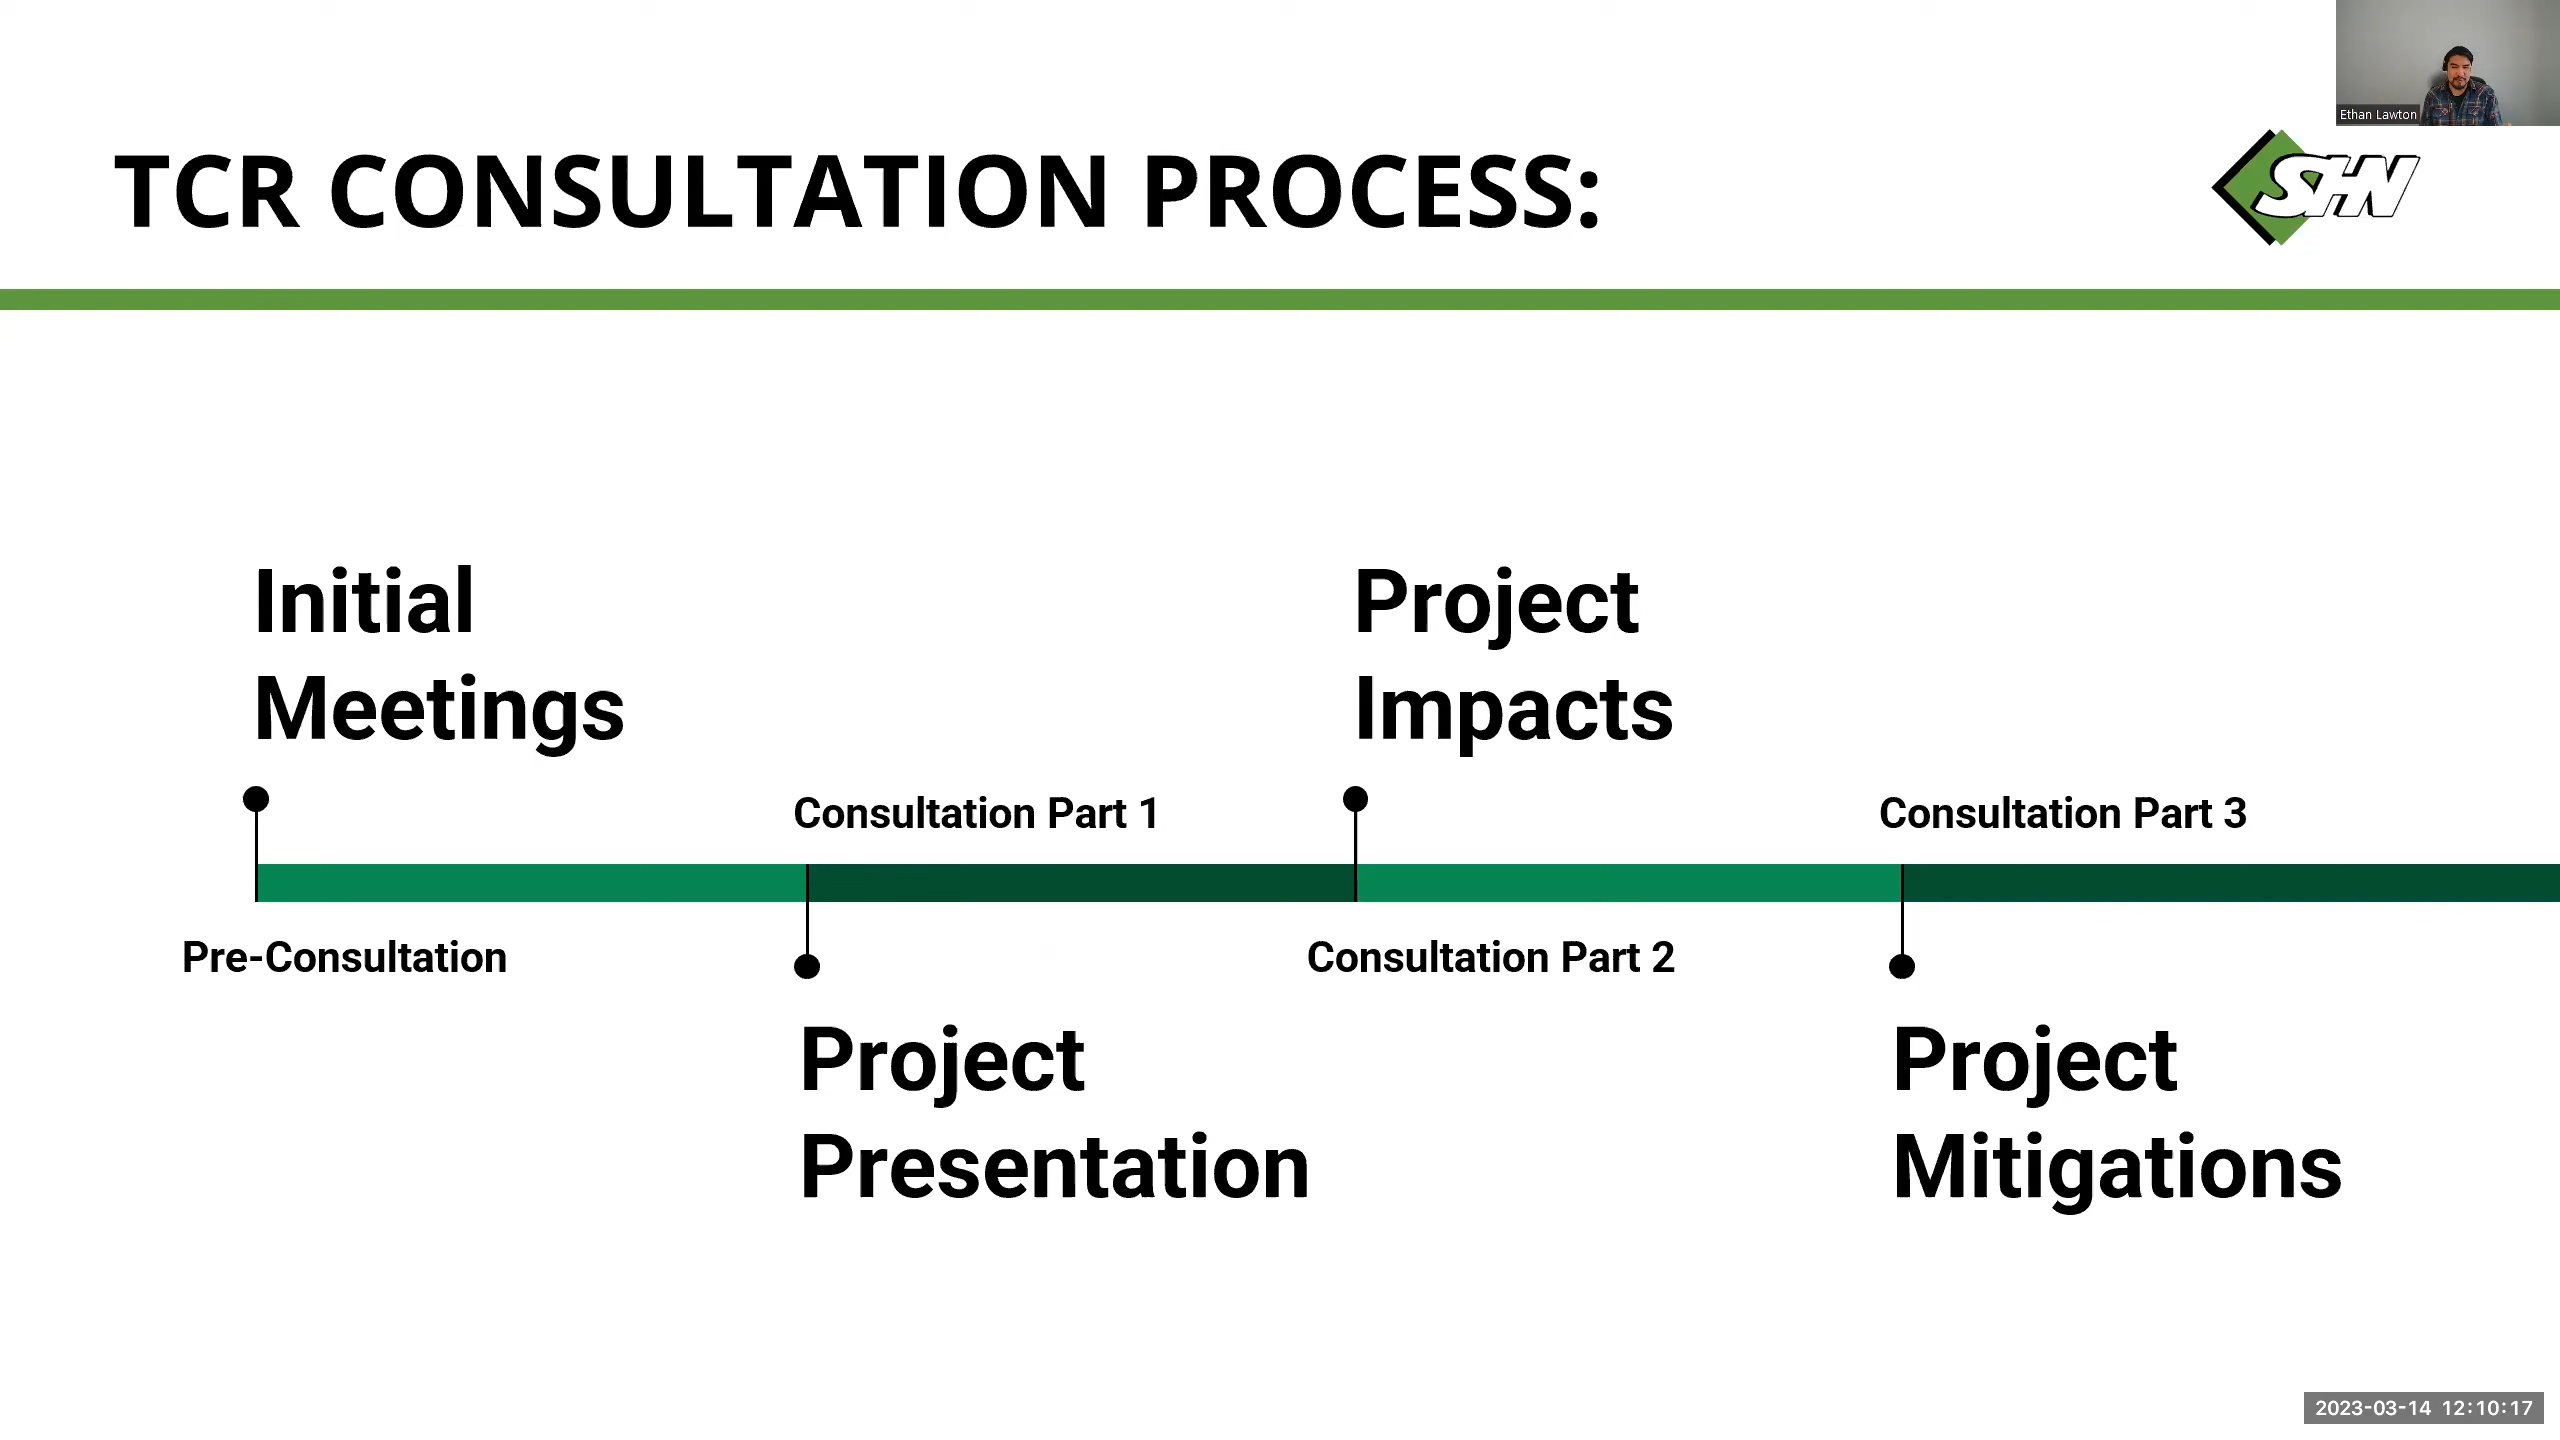 Ethan Lawton
TCR CONSULTATION PROCESS:
SHN
Initial
Meetings
Project
Impacts
Consultation Part 1
Consultation Part 3
Pre-Consultation
Consultation Part 2
Project
Presentation
Project
Mitigations
2023-03-14 12:10:17